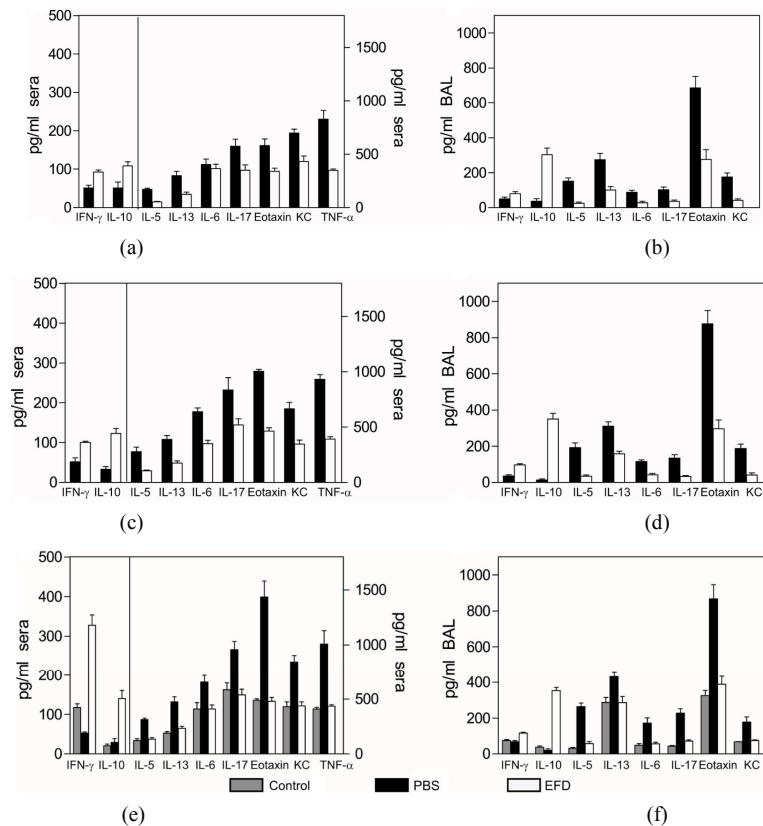 500
400
300
200
100
0
pg/ml sera
1500
1000
500
0
pg/ml sera
IFN-γ IL-10 IL-5 IL-13 IL-6 IL-17 Eotaxin KC TNF-α
(a)
1000
800
600
400
200
0
pg/ml BAL
IFN-γ IL-10 IL-5 IL-13 IL-6 IL-17 Eotaxin KC
(b)
500
400
300
200
100
0
pg/ml sera
1500
1000
500
0
pg/ml sera
IFN-γ IL-10 IL-5 IL-13 IL-6 IL-17 Eotaxin KC TNF-α
(c)
1000
800
600
400
200
0
pg/ml BAL
IFN-γ IL-10 IL-5 IL-13 IL-6 IL-17 Eotaxin KC
(d)
500
400
300
200
100
0
pg/ml sera
1500
1000
500
0
pg/ml sera
IFN-γ IL-10 IL-5 IL-13 IL-6 IL-17 Eotaxin KC TNF-α
(e)
1000
800
600
400
200
0
pg/ml BAL
IFN-γ IL-10 IL-5 IL-13 IL-6 IL-17 Eotaxin KC
(f)
Control PBS EFD